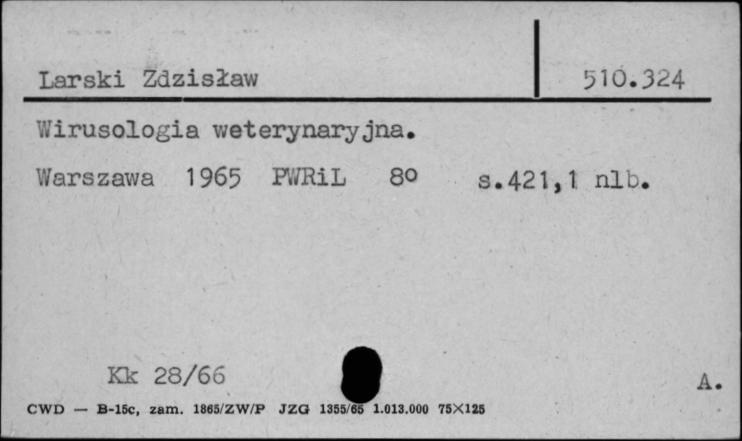 Larski Zdzisław 510.324
Wirusologia weterynaryjna.
Warszawa 1965 PWRiL 8o s.421,1 nlb.
Kk 28/66
A.
CWD — B-15c, zam. 1865/ZW/P JZG 1355/65 1.013.000 75X125